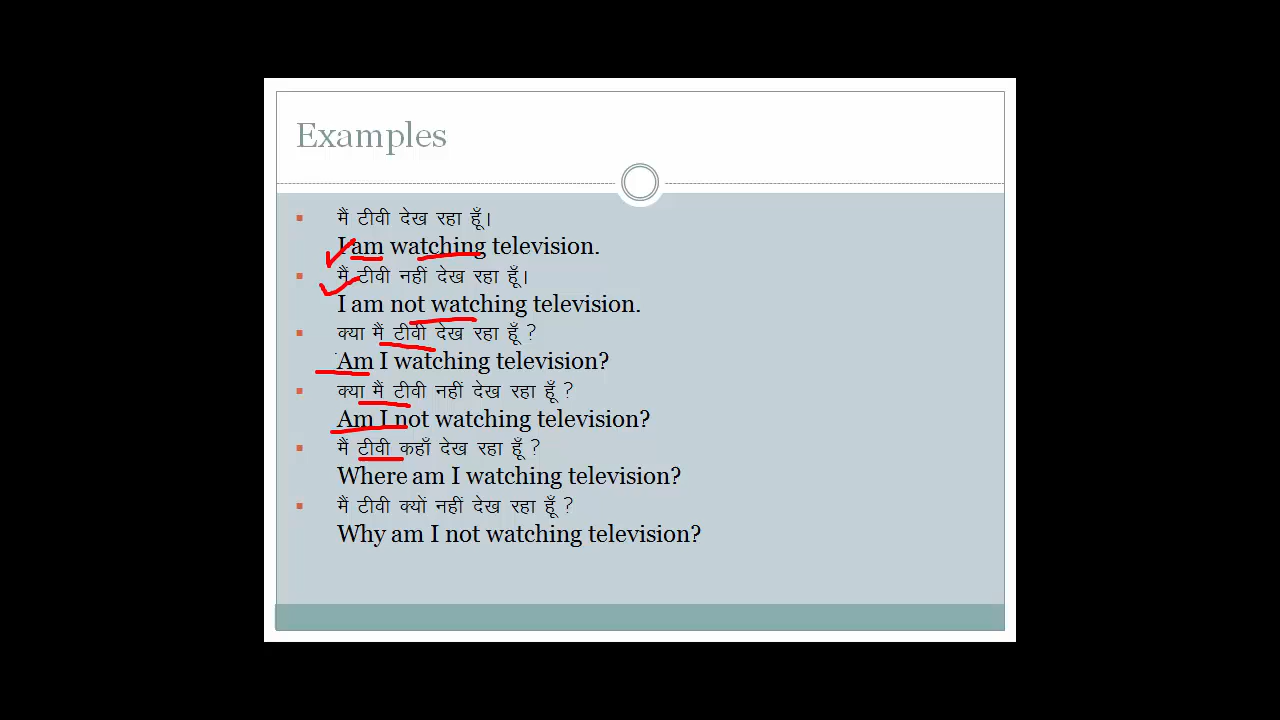 Examples
मैं टीवी देख रहा हूँ।
I am watching television.
मैं टीवी नहीं देख रहा हूँ।
I am not watching television.
क्या मैं टीवी देख रहा हूँ ?
Am I watching television?
क्या मैं टीवी नहीं देख रहा हूँ ?
Am I not watching television?
मैं टीवी कहाँ देख रहा हूँ ?
Where am I watching television?
मैं टीवी क्यों नहीं देख रहा हूँ ?
Why am I not watching television?